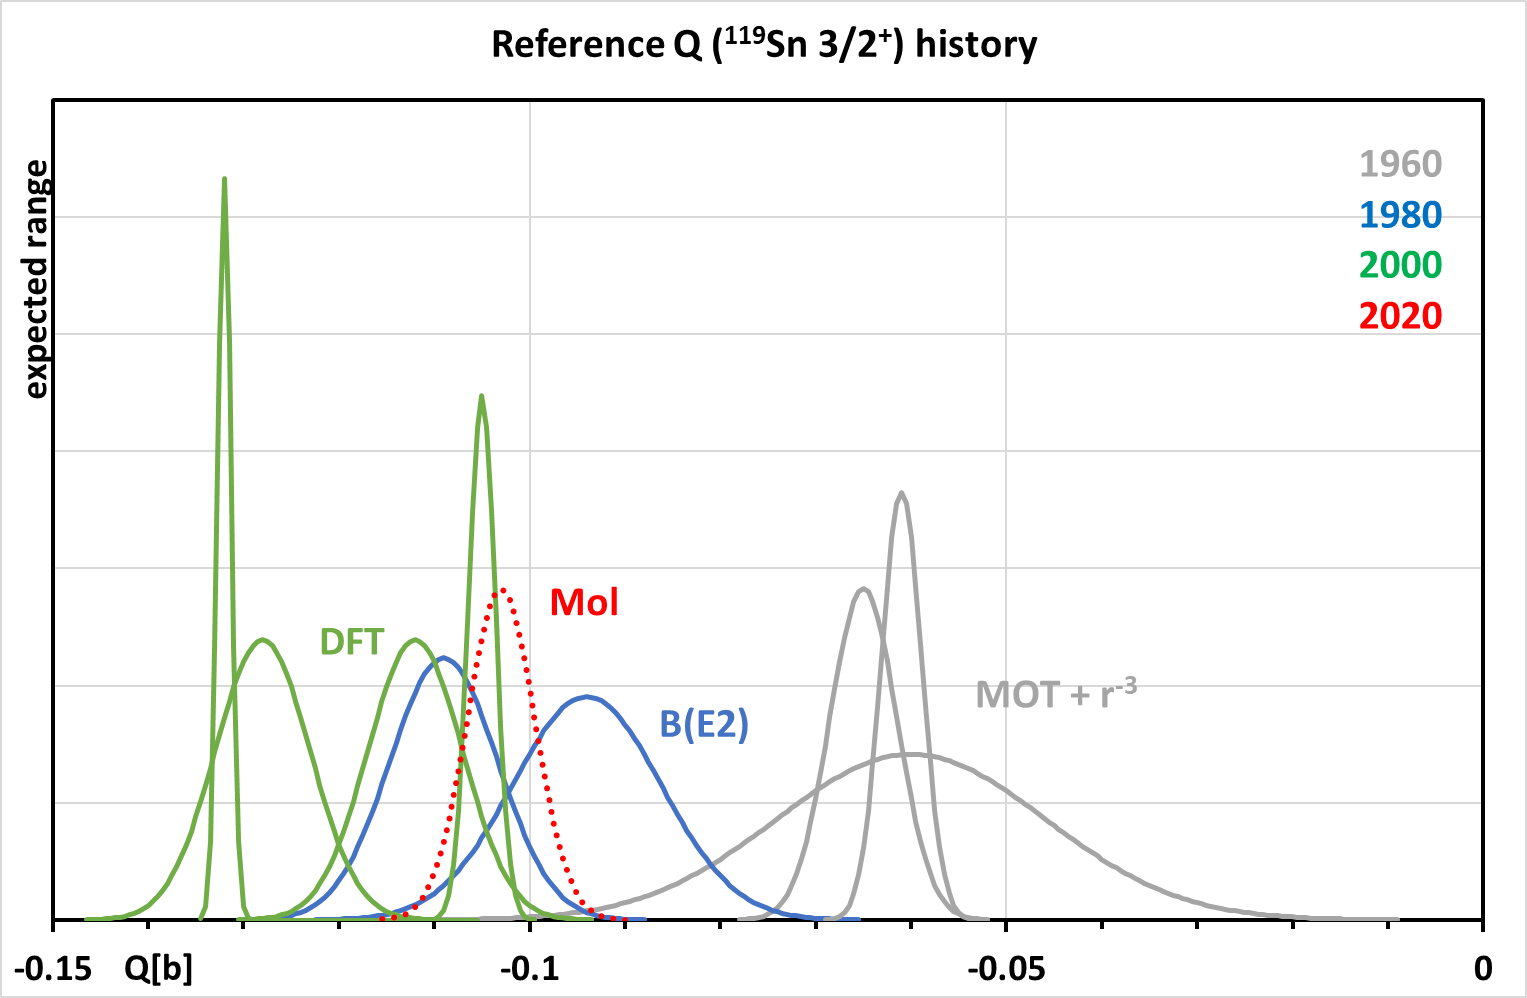 Reference Q (¹¹⁹Sn 3/2⁺) history
expected range
1960
1980
2000
2020
Mol
DFT
MOT + r⁻³
B(E2)
-0.15
Q[b]
-0.1
-0.05
0